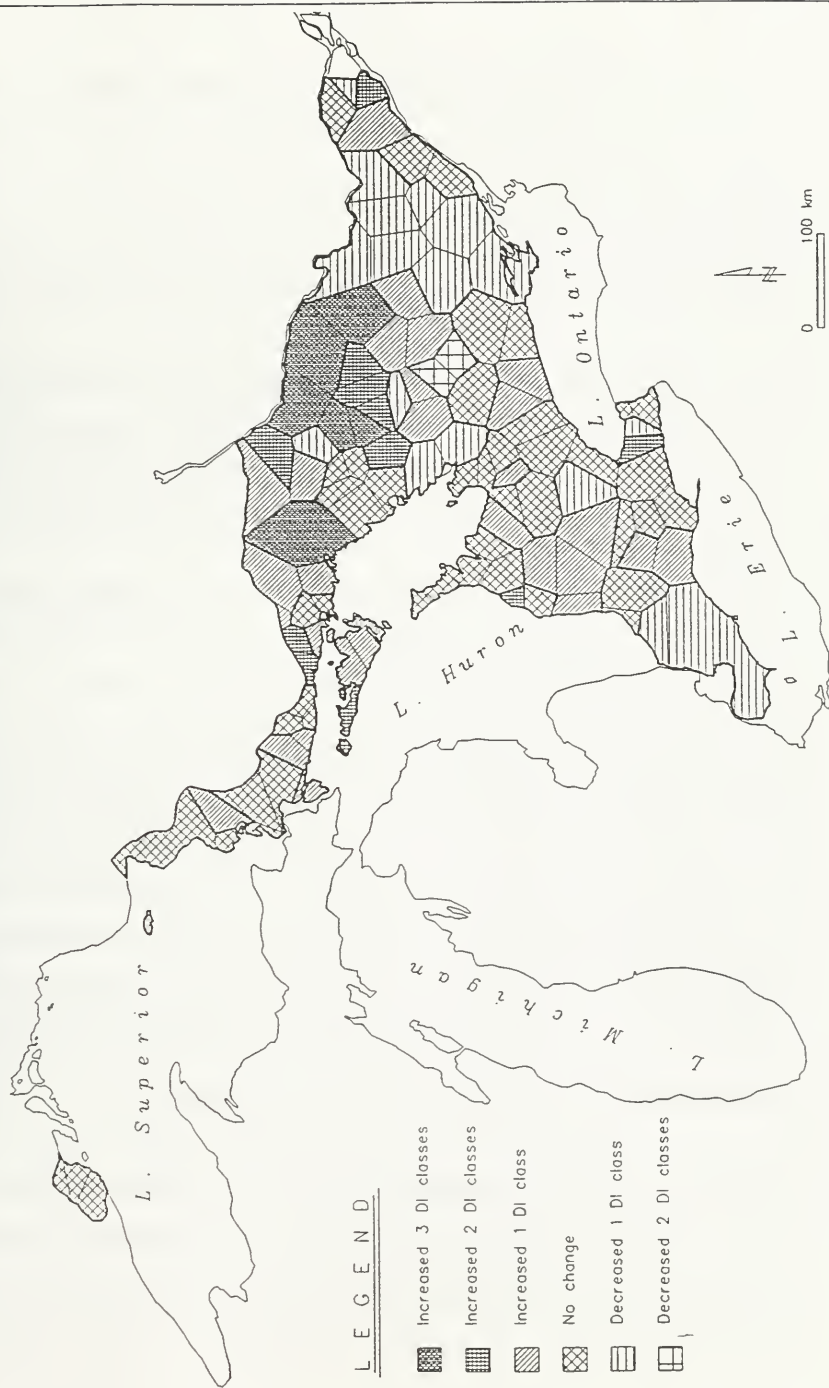 L. Superior
L. Michigan
L. Huron
L. Ontario
L. Erie
0 100 km
N
LEGEND
Increased 3 DI classes
Increased 2 DI classes
Increased 1 DI class
No change
Decreased 1 DI class
Decreased 2 DI classes